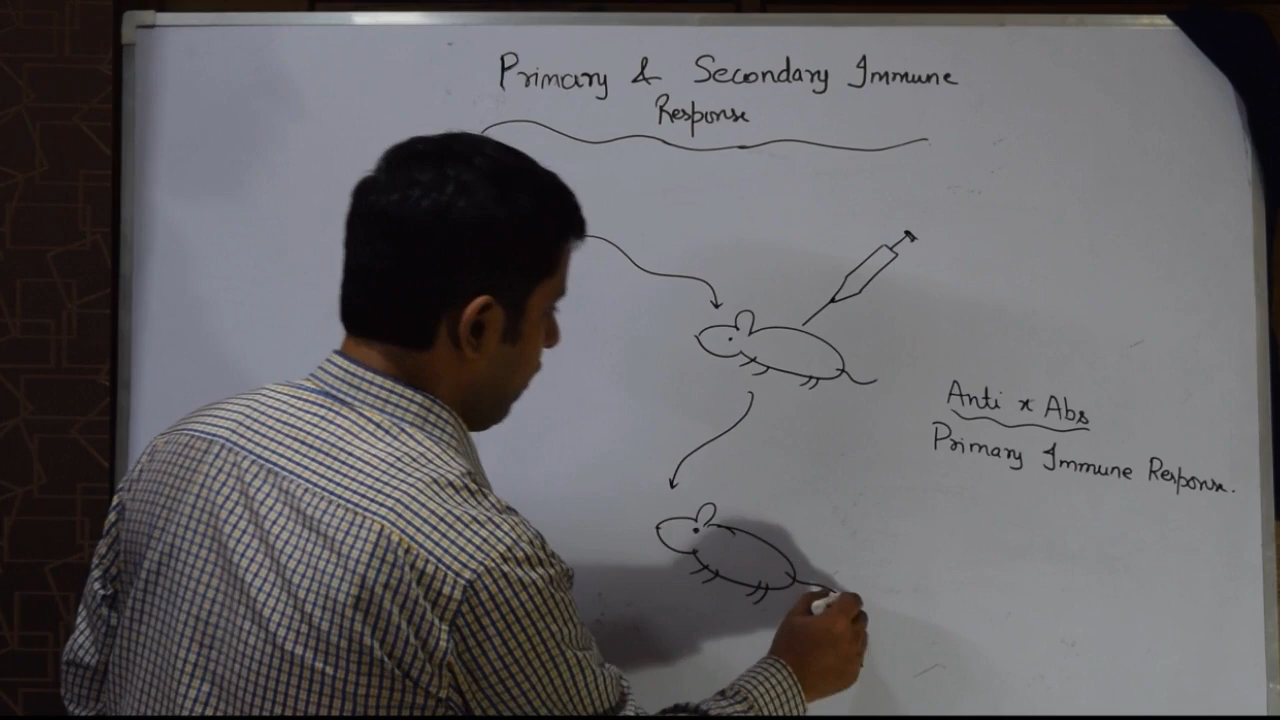 Primary & Secondary Immune
Response
Anti x Abs
Primary Immune Response.